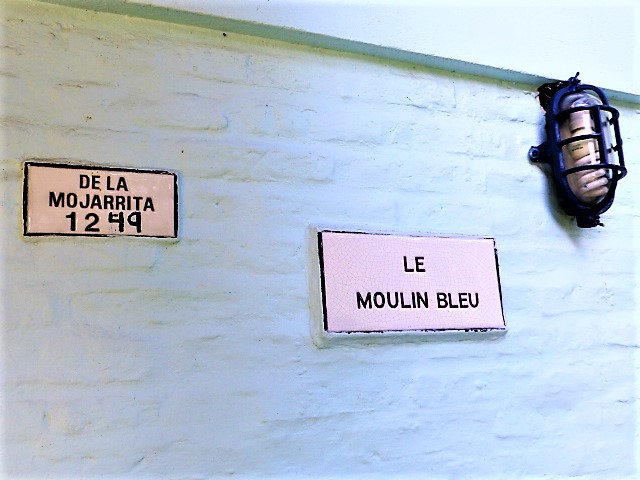 DE LA
MOJARRITA
1249
LE
MOULIN BLEU